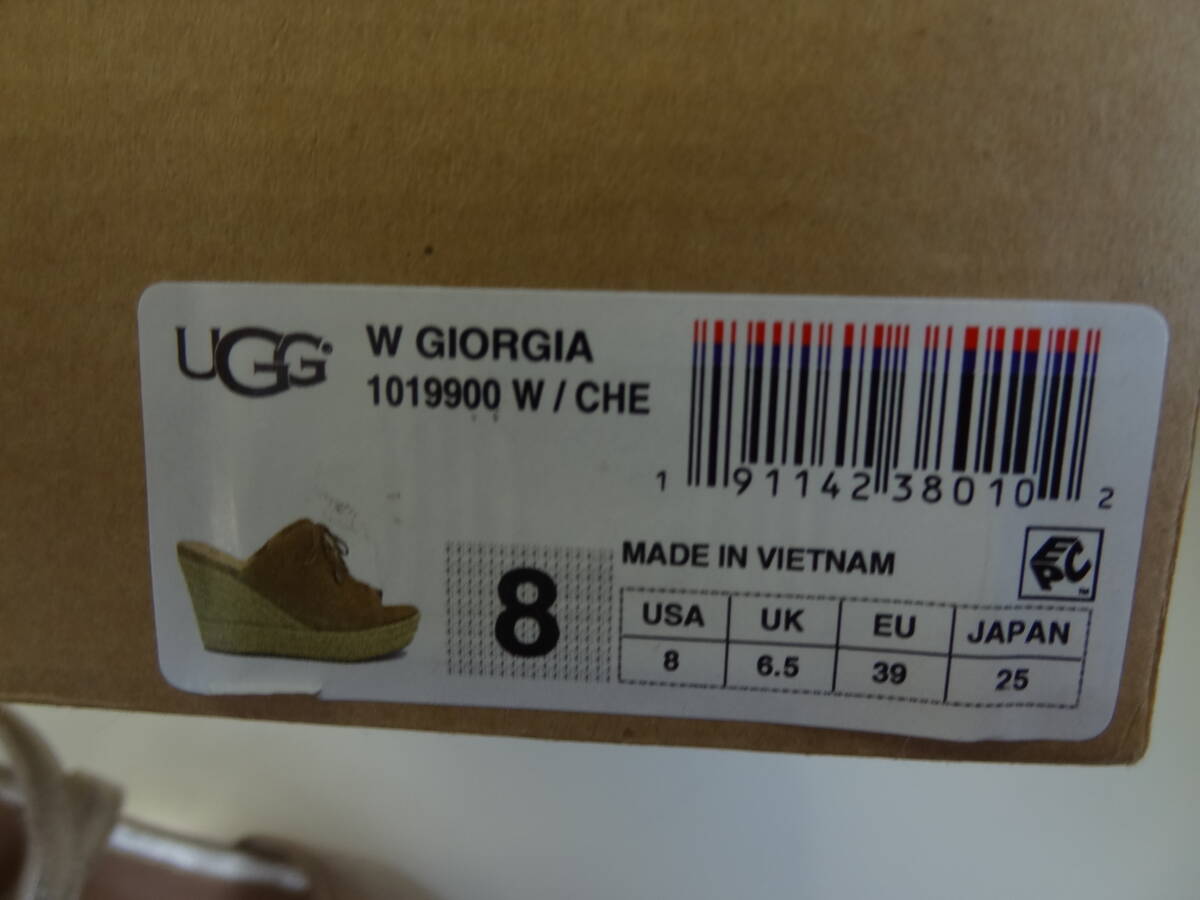 UGG®
W GIORGIA
1019900 W / CHE
1 91142 38010 2
8
MADE IN VIETNAM
EPC™
USA UK EU JAPAN
8 6.5 39 25